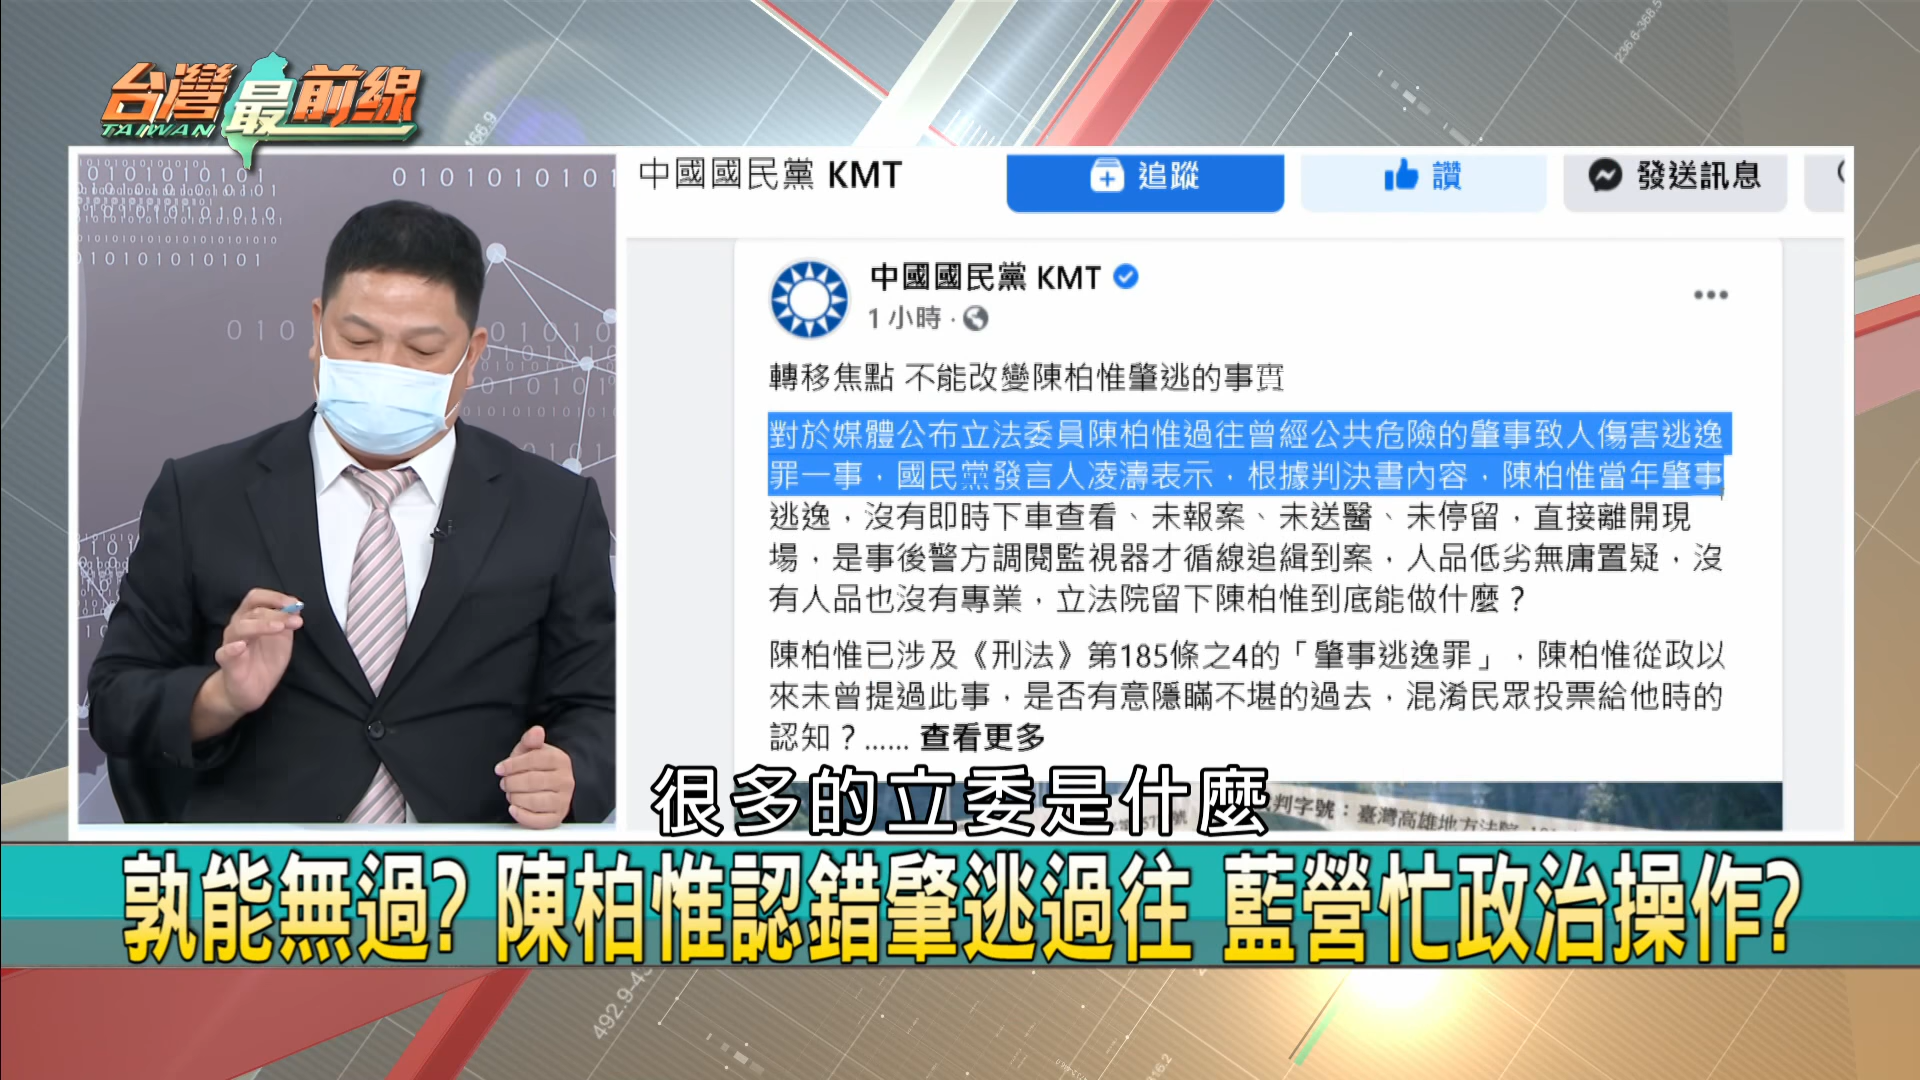 台灣最前線
TAIWAN
中國國民黨 KMT
追蹤
讚
發送訊息
中國國民黨 KMT
1 小時 ·
轉移焦點 不能改變陳柏惟肇逃的事實
對於媒體公布立法委員陳柏惟過往曾經公共危險的肇事致人傷害逃逸
罪一事，國民黨發言人凌濤表示，根據判決書內容，陳柏惟當年肇事
逃逸，沒有即時下車查看、未報案、未送醫、未停留，直接離開現
場，是事後警方調閱監視器才循線追緝到案，人品低劣無庸置疑，沒
有人品也沒有專業，立法院留下陳柏惟到底能做什麼？
陳柏惟已涉及《刑法》第185條之4的「肇事逃逸罪」，陳柏惟從政以
來未曾提過此事，是否有意隱瞞不堪的過去，混淆民眾投票給他時的
認知？...... 查看更多
判字號：臺灣高雄地方法院
很多的立委是什麼
孰能無過? 陳柏惟認錯肇逃過往 藍營忙政治操作?